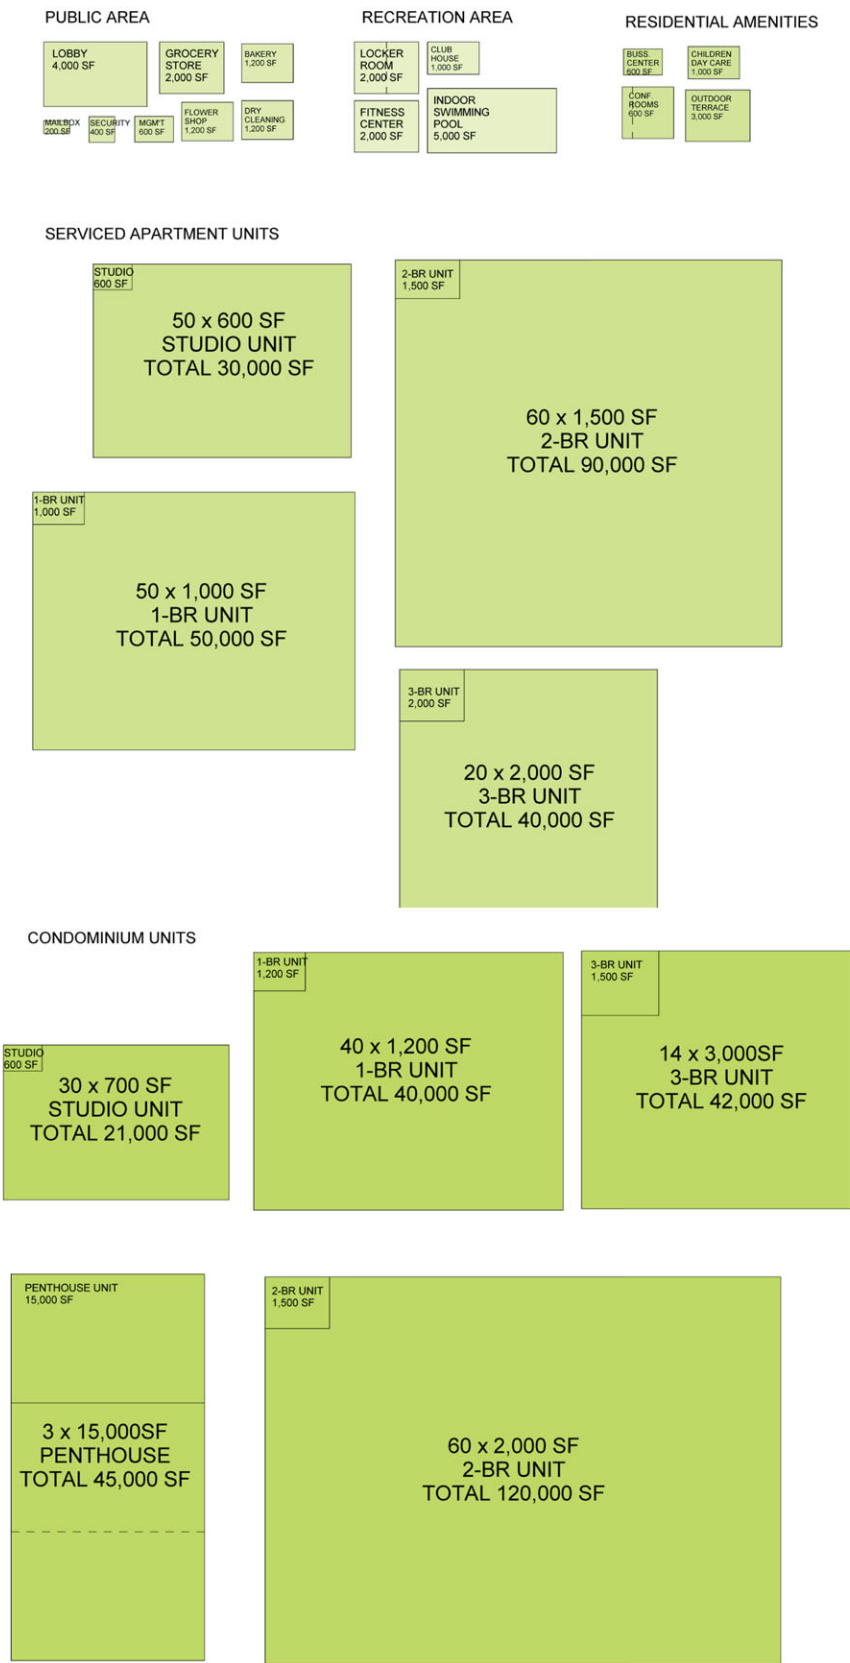 PUBLIC AREA
LOBBY
4,000 SF
GROCERY
STORE
2,000 SF
BAKERY
1,200 SF
MAILBOX
200 SF
SECURITY
400 SF
MGM'T
600 SF
FLOWER
SHOP
1,200 SF
DRY
CLEANING
1,200 SF
RECREATION AREA
LOCKER
ROOM
2,000 SF
CLUB
HOUSE
1,000 SF
FITNESS
CENTER
2,000 SF
INDOOR
SWIMMING
POOL
5,000 SF
RESIDENTIAL AMENITIES
BUSS.
CENTER
600 SF
CHILDREN
DAY CARE
1,000 SF
CONF.
ROOMS
600 SF
OUTDOOR
TERRACE
3,000 SF
SERVICED APARTMENT UNITS
STUDIO
600 SF
50 x 600 SF
STUDIO UNIT
TOTAL 30,000 SF
2-BR UNIT
1,500 SF
60 x 1,500 SF
2-BR UNIT
TOTAL 90,000 SF
1-BR UNIT
1,000 SF
50 x 1,000 SF
1-BR UNIT
TOTAL 50,000 SF
3-BR UNIT
2,000 SF
20 x 2,000 SF
3-BR UNIT
TOTAL 40,000 SF
CONDOMINIUM UNITS
STUDIO
600 SF
30 x 700 SF
STUDIO UNIT
TOTAL 21,000 SF
1-BR UNIT
1,200 SF
40 x 1,200 SF
1-BR UNIT
TOTAL 40,000 SF
3-BR UNIT
1,500 SF
14 x 3,000SF
3-BR UNIT
TOTAL 42,000 SF
PENTHOUSE UNIT
15,000 SF
3 x 15,000SF
PENTHOUSE
TOTAL 45,000 SF
2-BR UNIT
1,500 SF
60 x 2,000 SF
2-BR UNIT
TOTAL 120,000 SF